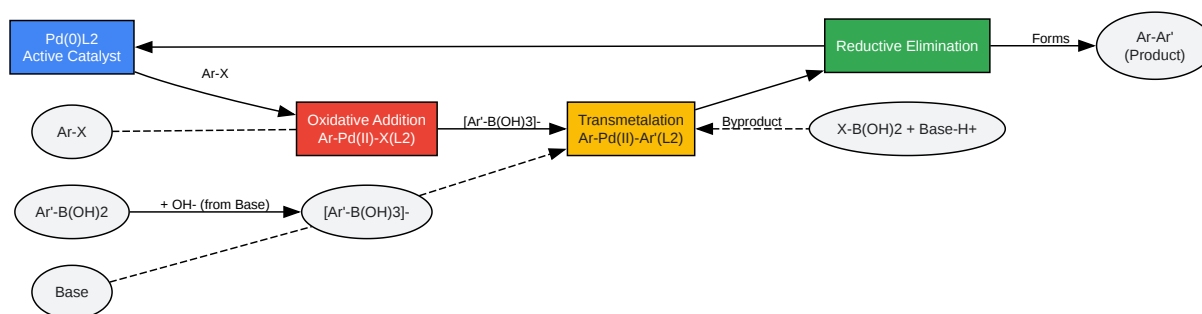 Pd(0)L2
Active Catalyst
Reductive Elimination
Forms
Ar-Ar'
(Product)
Ar-X
Ar-X
Oxidative Addition
Ar-Pd(II)-X(L2)
[Ar'-B(OH)3]-
Transmetalation
Ar-Pd(II)-Ar'(L2)
Byproduct
X-B(OH)2 + Base-H+
Ar'-B(OH)2
+ OH- (from Base)
[Ar'-B(OH)3]-
Base